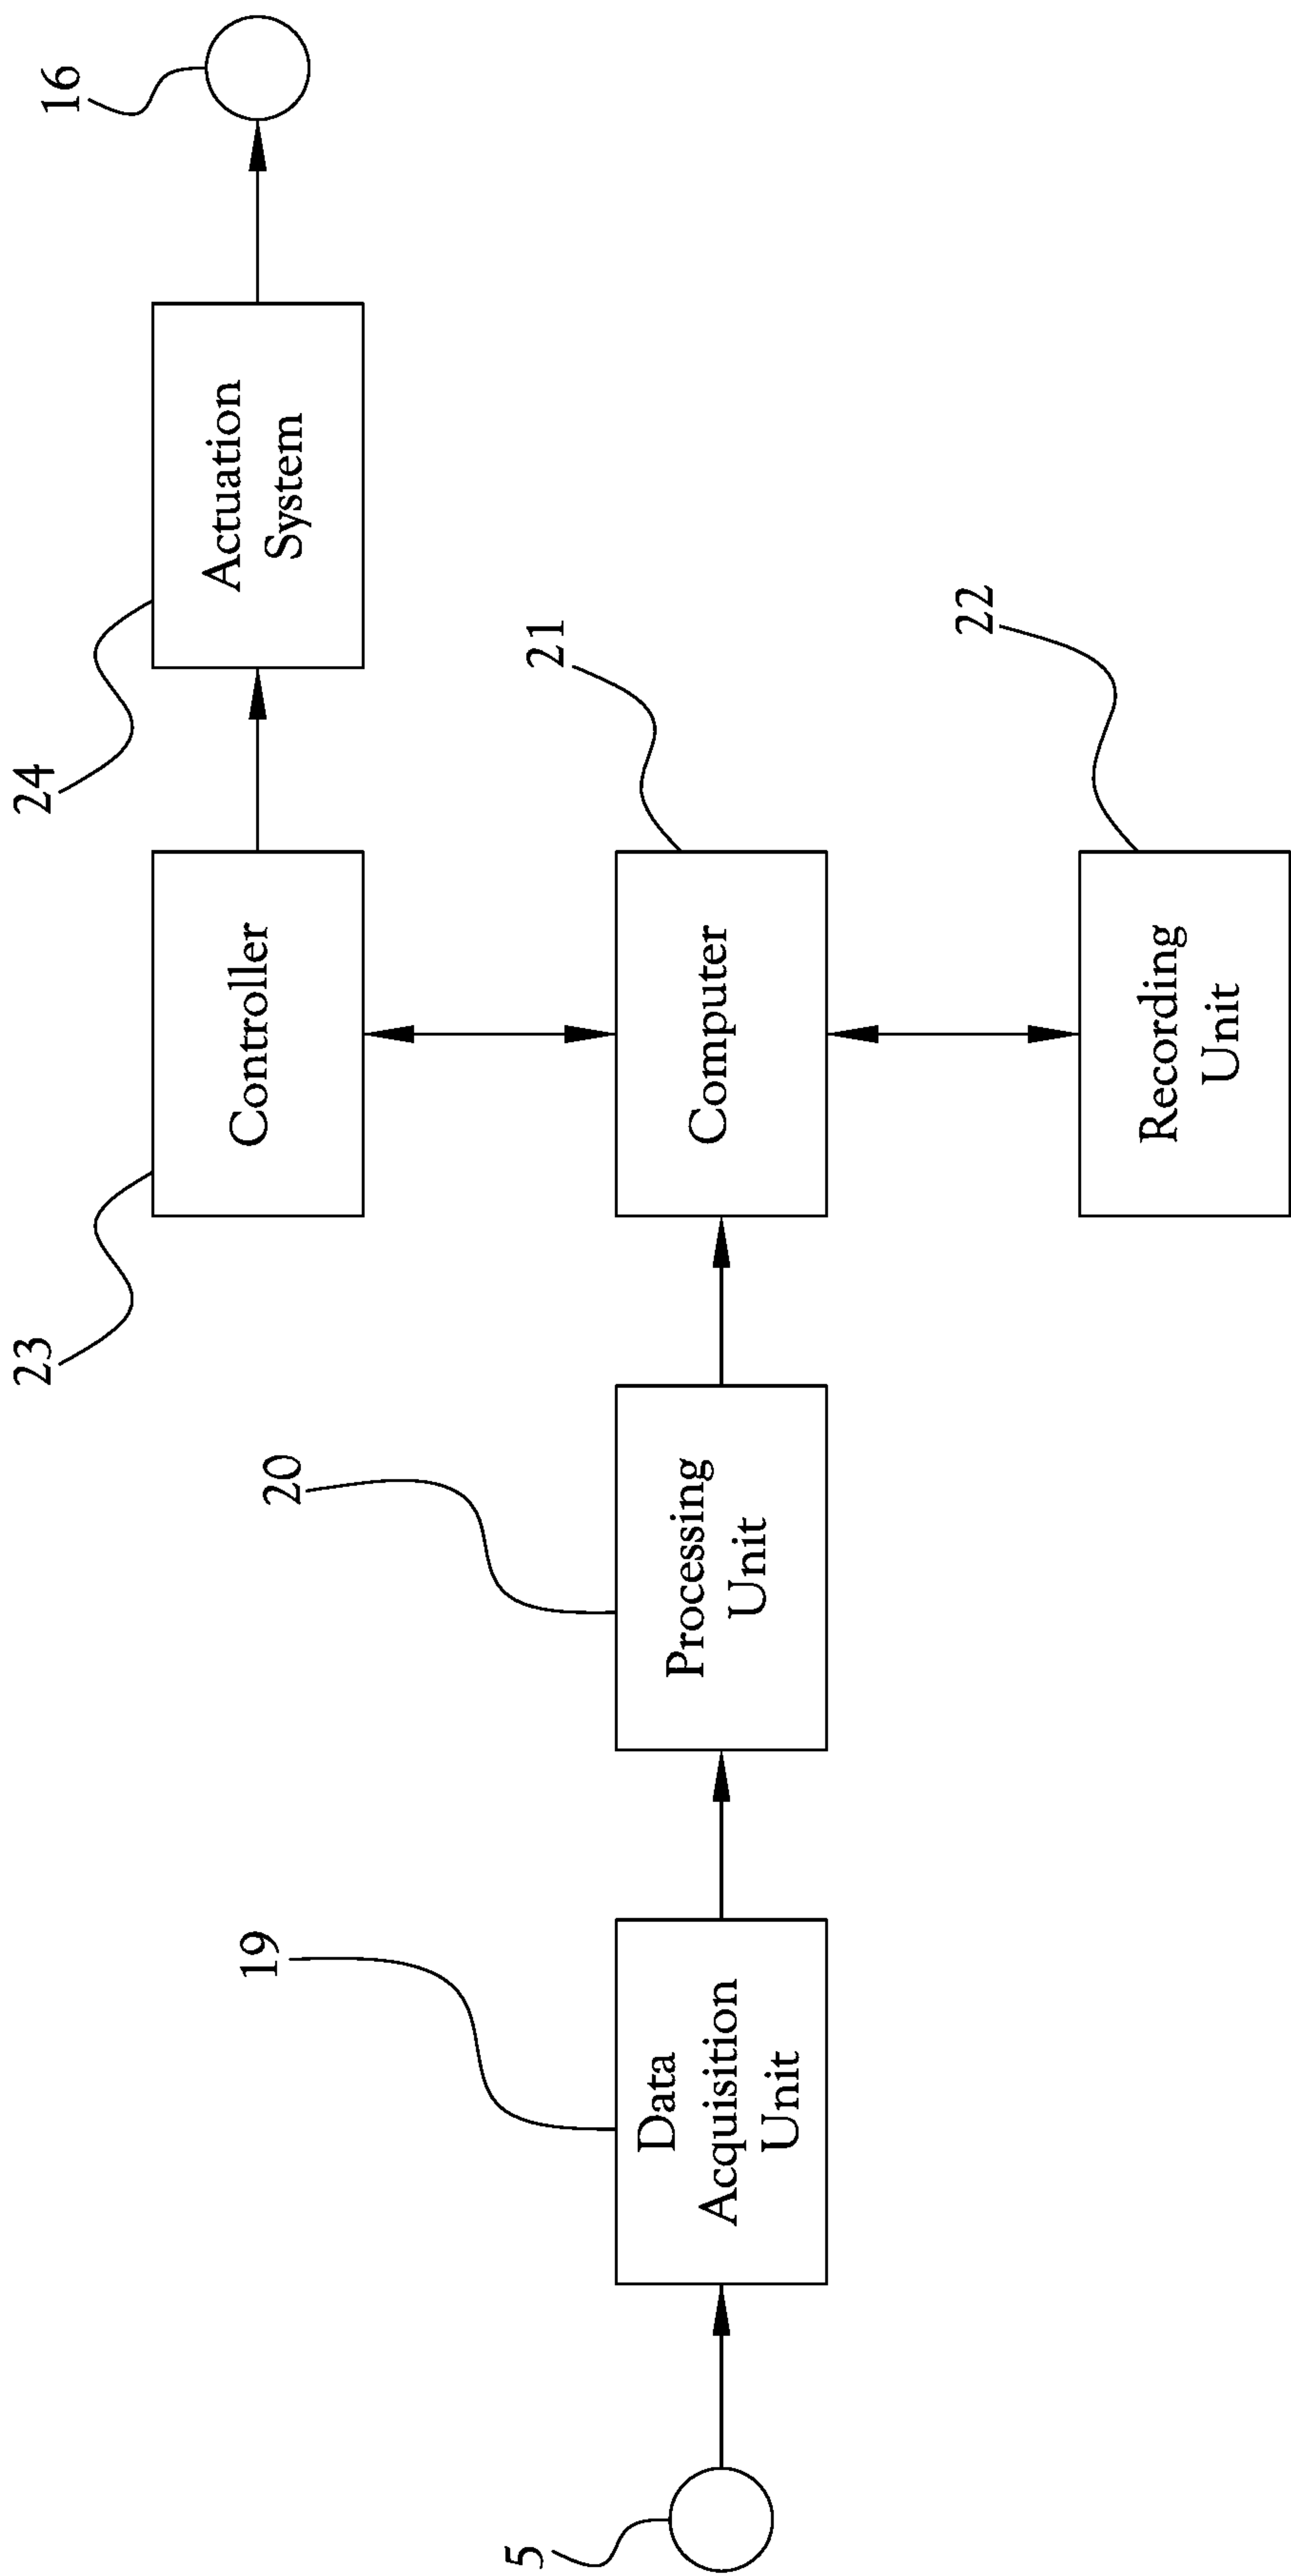 16
24
Actuation
System
23
Controller
21
Computer
22
Recording
Unit
20
Processing
Unit
19
Data
Acquisition
Unit
5